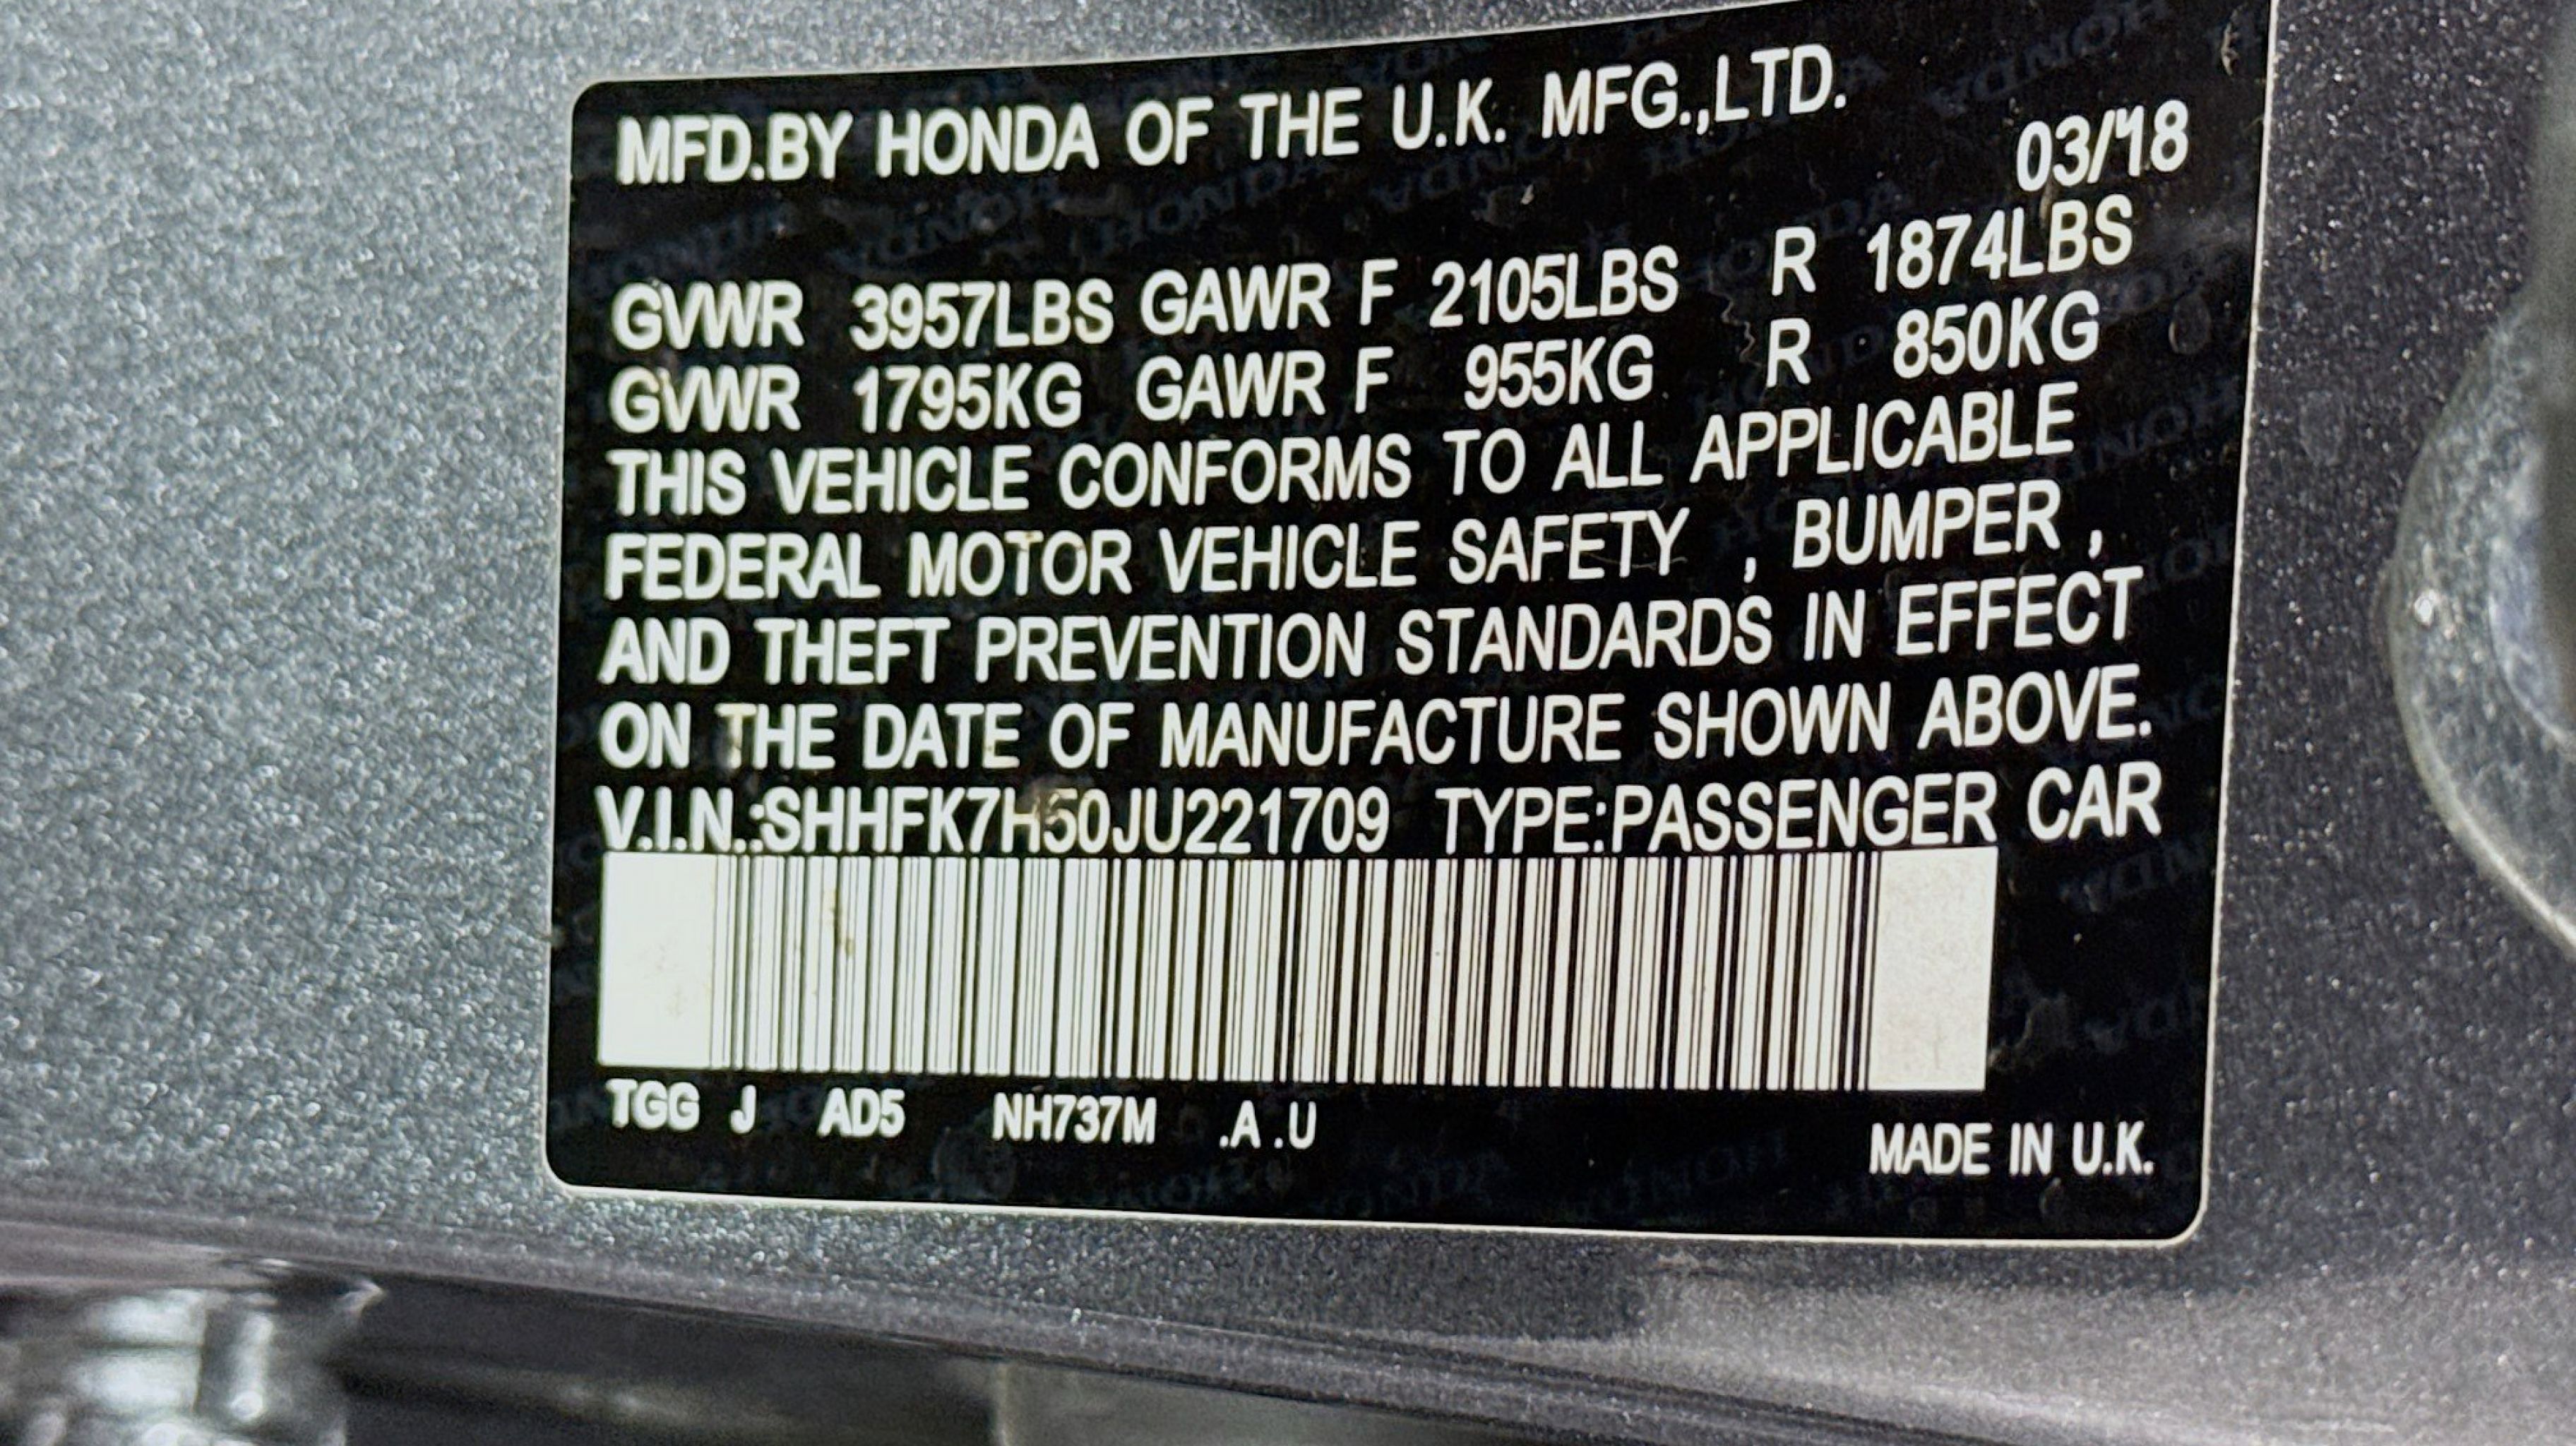 MFD.BY HONDA OF THE U.K. MFG.,LTD.
03/'18
GVWR 3957LBS GAWR F 2105LBS R 1874LBS
GVWR 1795KG GAWR F 955KG R 850KG
THIS VEHICLE CONFORMS TO ALL APPLICABLE
FEDERAL MOTOR VEHICLE SAFETY , BUMPER ,
AND THEFT PREVENTION STANDARDS IN EFFECT
ON THE DATE OF MANUFACTURE SHOWN ABOVE.
V.I.N.:SHHFK7H50JU221709 TYPE:PASSENGER CAR
TGG J AD5 NH737M .A .U
MADE IN U.K.